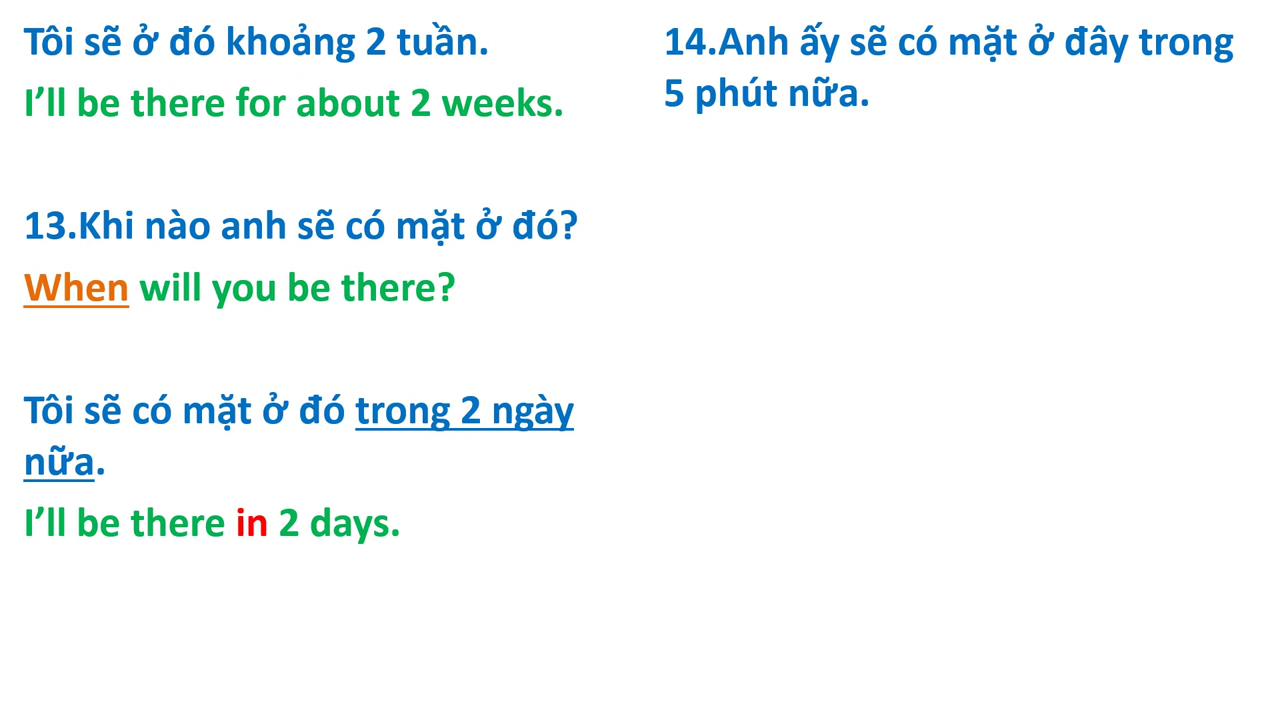 Tôi sẽ ở đó khoảng 2 tuần.
I’ll be there for about 2 weeks.
13.Khi nào anh sẽ có mặt ở đó?
When will you be there?
Tôi sẽ có mặt ở đó trong 2 ngày
nữa.
I’ll be there in 2 days.
14.Anh ấy sẽ có mặt ở đây trong
5 phút nữa.